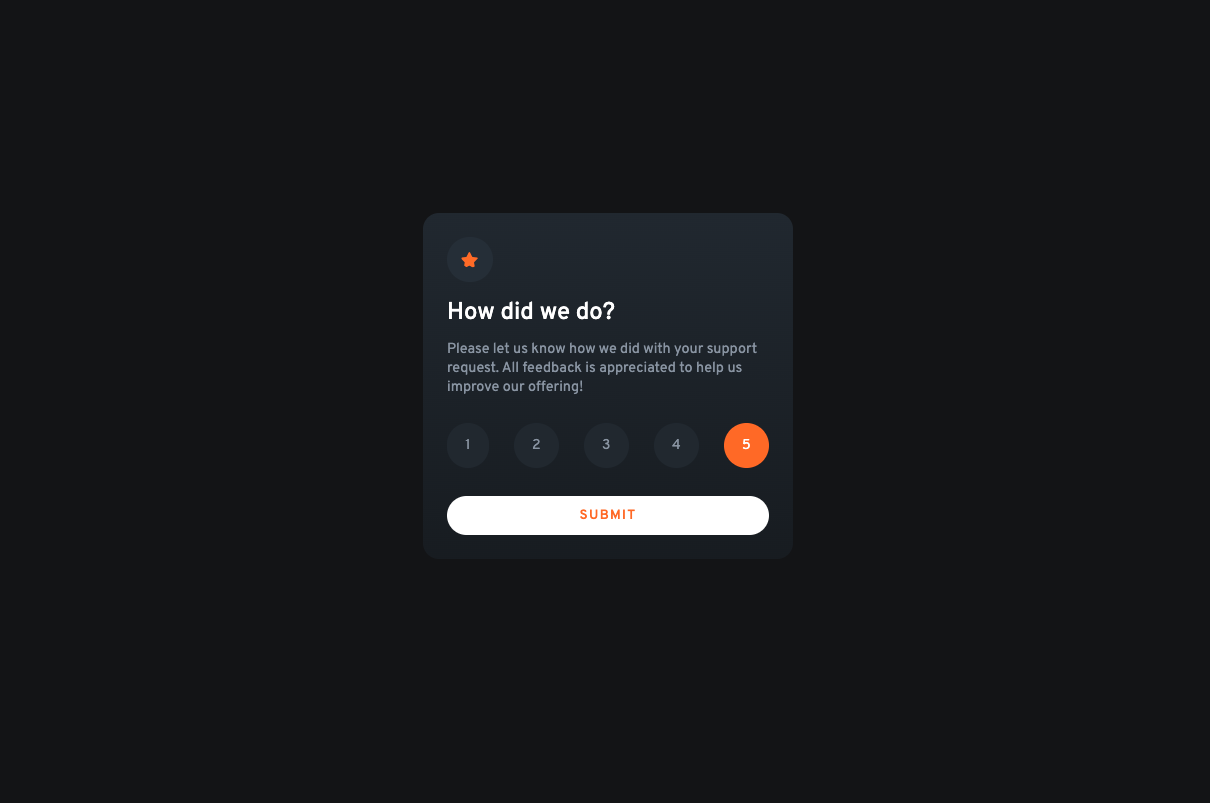 How did we do?
Please let us know how we did with your support
request. All feedback is appreciated to help us
improve our offering!
1 2 3 4 5
SUBMIT